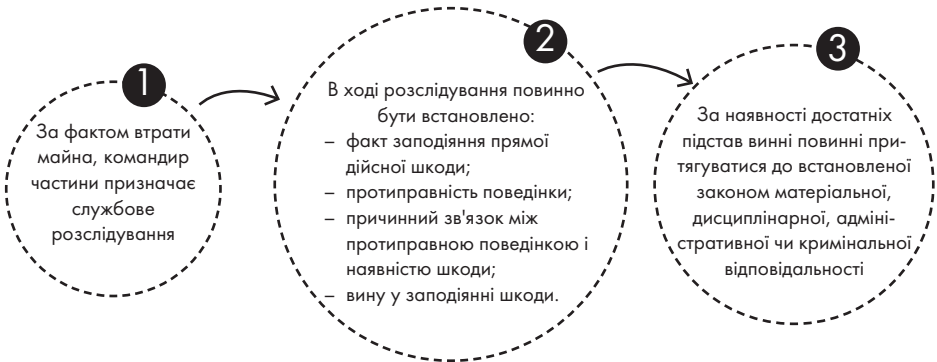 1
За фактом втрати
майна, командир
частини призначає
службове
розслідування
2
В ході розслідування повинно
бути встановлено:
– факт заподіяння прямої
дійсної шкоди;
– протиправність поведінки;
– причинний зв'язок між
протиправною поведінкою і
наявністю шкоди;
– вину у заподіянні шкоди.
3
За наявності достатніх
підстав винні повинні при-
тягуватися до встановленої
законом матеріальної,
дисциплінарної, адміні-
стративної чи кримінальної
відповідальності